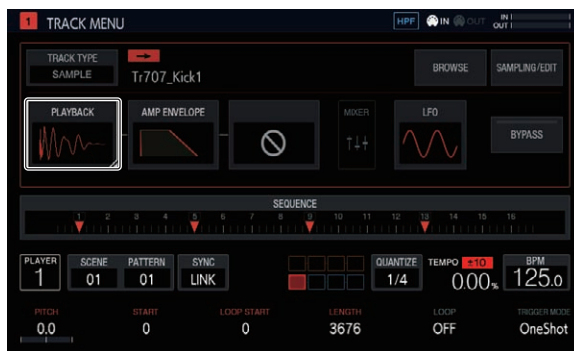 1 TRACK MENU HPF IN OUT IN OUT
TRACK TYPE
SAMPLE
Tr707_Kick1
BROWSE
SAMPLING/EDIT
PLAYBACK
AMP ENVELOPE
MIXER
LFO
BYPASS
SEQUENCE
1 2 3 4 5 6 7 8 9 10 11 12 13 14 15 16
PLAYER SCENE PATTERN SYNC QUANTIZE TEMPO ±10 BPM
1 01 01 LINK 1/4 0.00% 125.0
PITCH START LOOP START LENGTH LOOP TRIGGER MODE
0.0 0 0 3676 OFF OneShot